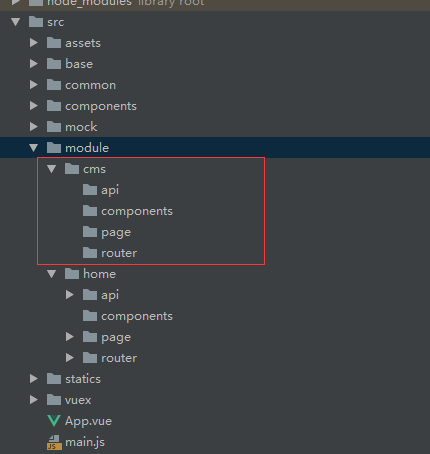 node_modules library root
src
assets
base
common
components
mock
module
cms
api
components
page
router
home
api
components
page
router
statics
vuex
App.vue
main.js